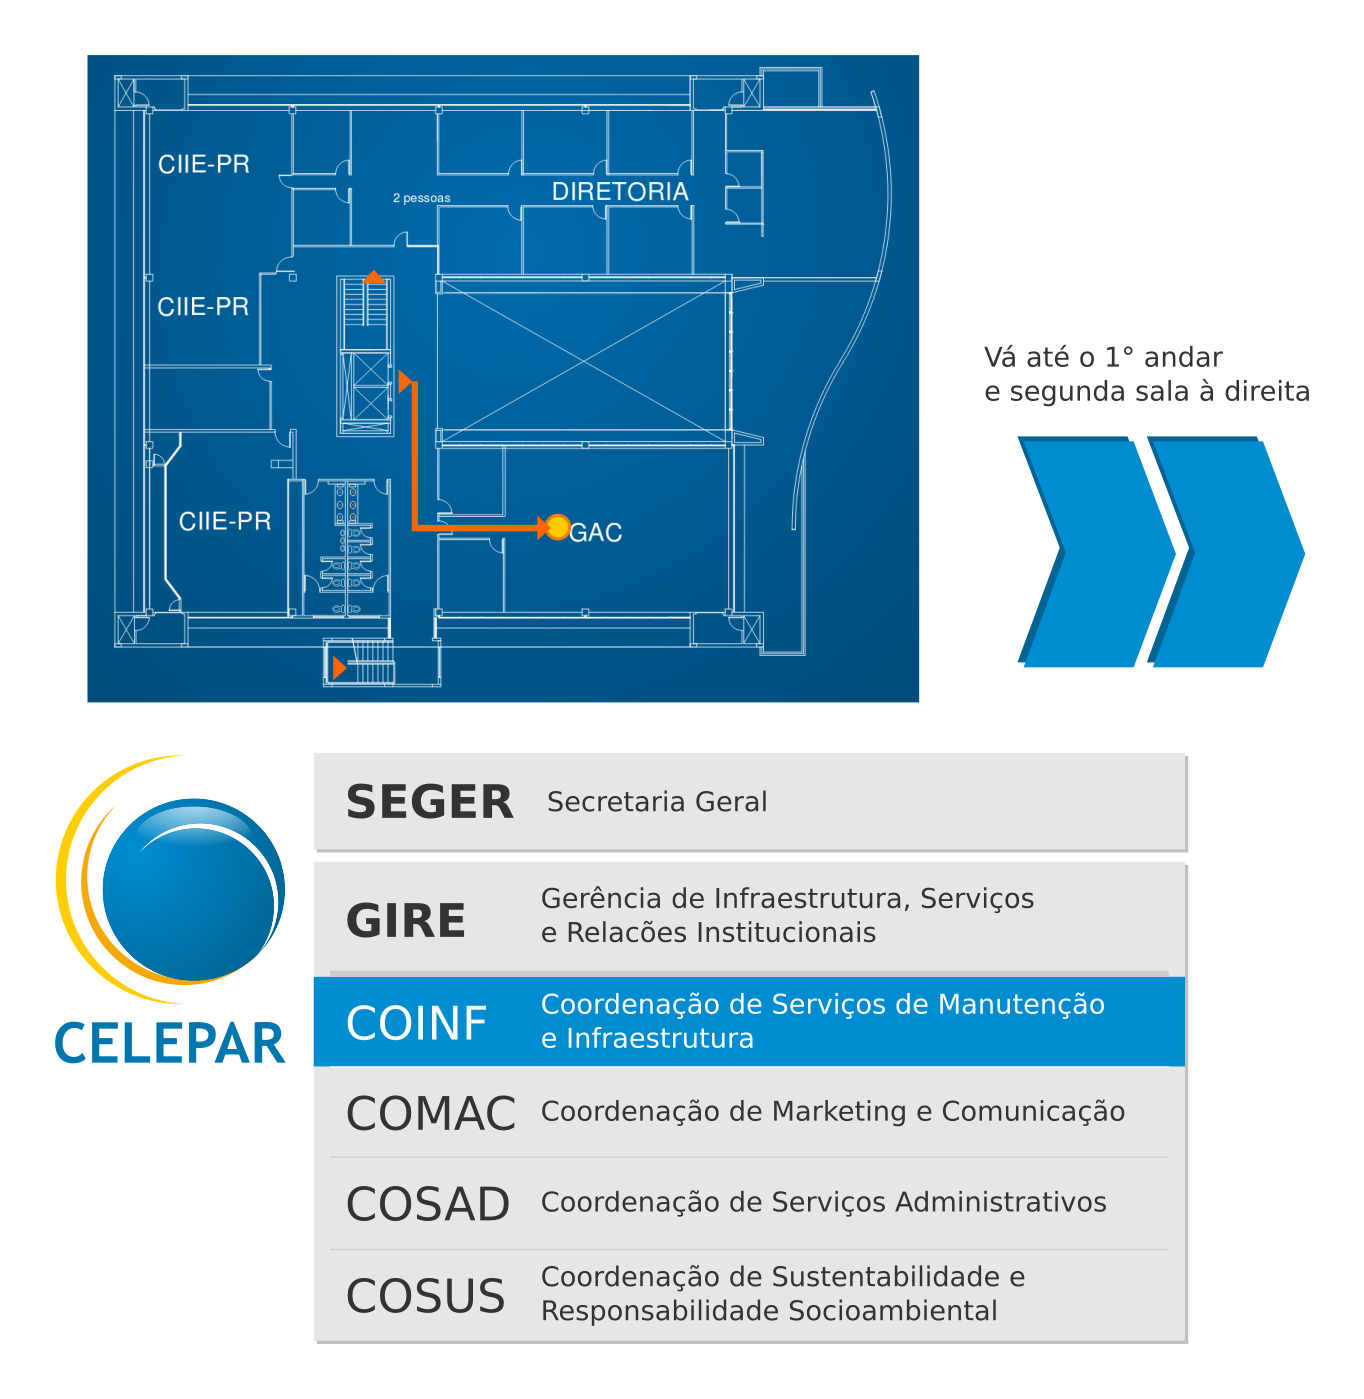 CIIE-PR
2 pessoas
DIRETORIA
CIIE-PR
CIIE-PR
GAC
Vá até o 1° andar
e segunda sala à direita
CELEPAR
SEGER Secretaria Geral
GIRE
Gerência de Infraestrutura, Serviços
e Relacões Institucionais
COINF
Coordenação de Serviços de Manutenção
e Infraestrutura
COMAC Coordenação de Marketing e Comunicação
COSAD Coordenação de Serviços Administrativos
COSUS
Coordenação de Sustentabilidade e
Responsabilidade Socioambiental